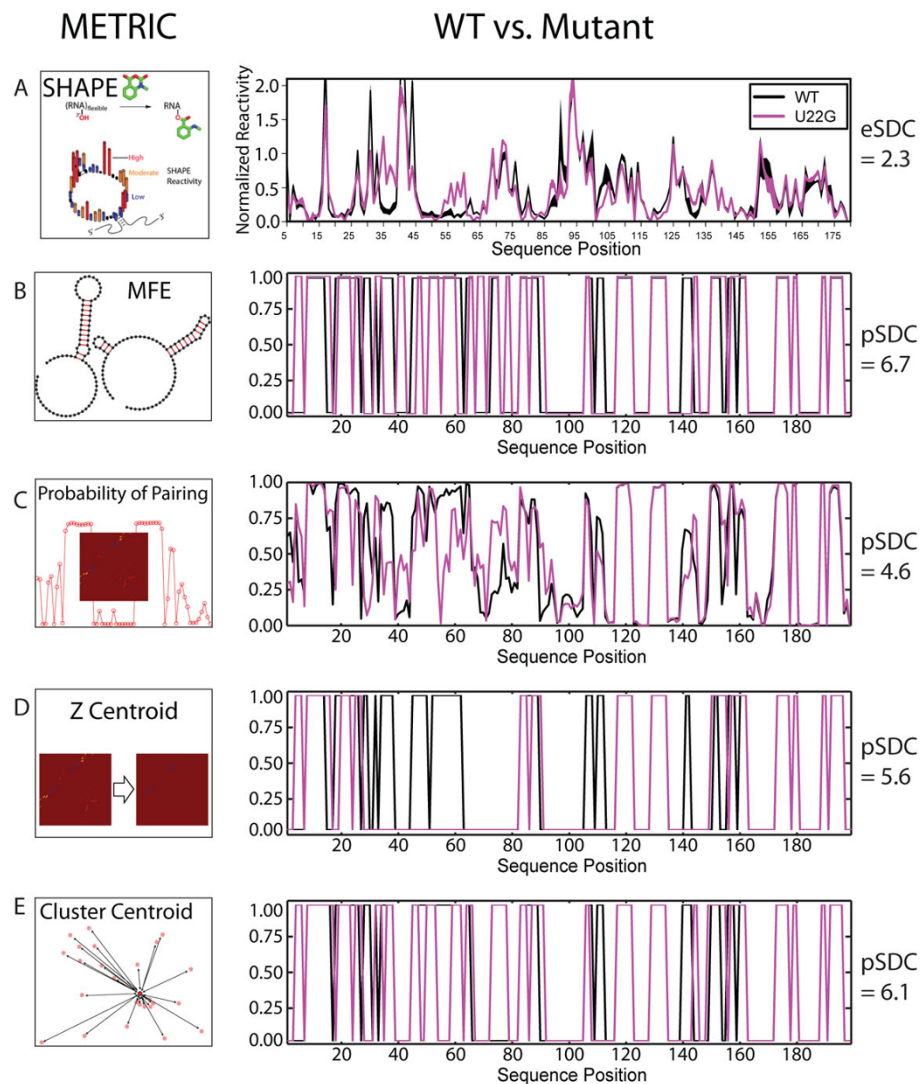 METRIC
WT vs. Mutant
A
SHAPE
(RNA)flexible
2'OH
RNA
O
High
Moderate
Low
SHAPE
Reactivity
5'
3'
Normalized Reactivity
2.0
1.5
1.0
0.5
0.0
WT
U22G
5 15 25 35 45 55 65 75 85 95 105 115 125 135 145 155 165 175
Sequence Position
eSDC
= 2.3
B
MFE
1.00
0.75
0.50
0.25
0.00
20 40 60 80 100 120 140 160 180
Sequence Position
pSDC
= 6.7
C
Probability of Pairing
1.00
0.75
0.50
0.25
0.00
20 40 60 80 100 120 140 160 180
Sequence Position
pSDC
= 4.6
D
Z Centroid
1.00
0.75
0.50
0.25
0.00
20 40 60 80 100 120 140 160 180
Sequence Position
pSDC
= 5.6
E
Cluster Centroid
1.00
0.75
0.50
0.25
0.00
20 40 60 80 100 120 140 160 180
Sequence Position
pSDC
= 6.1